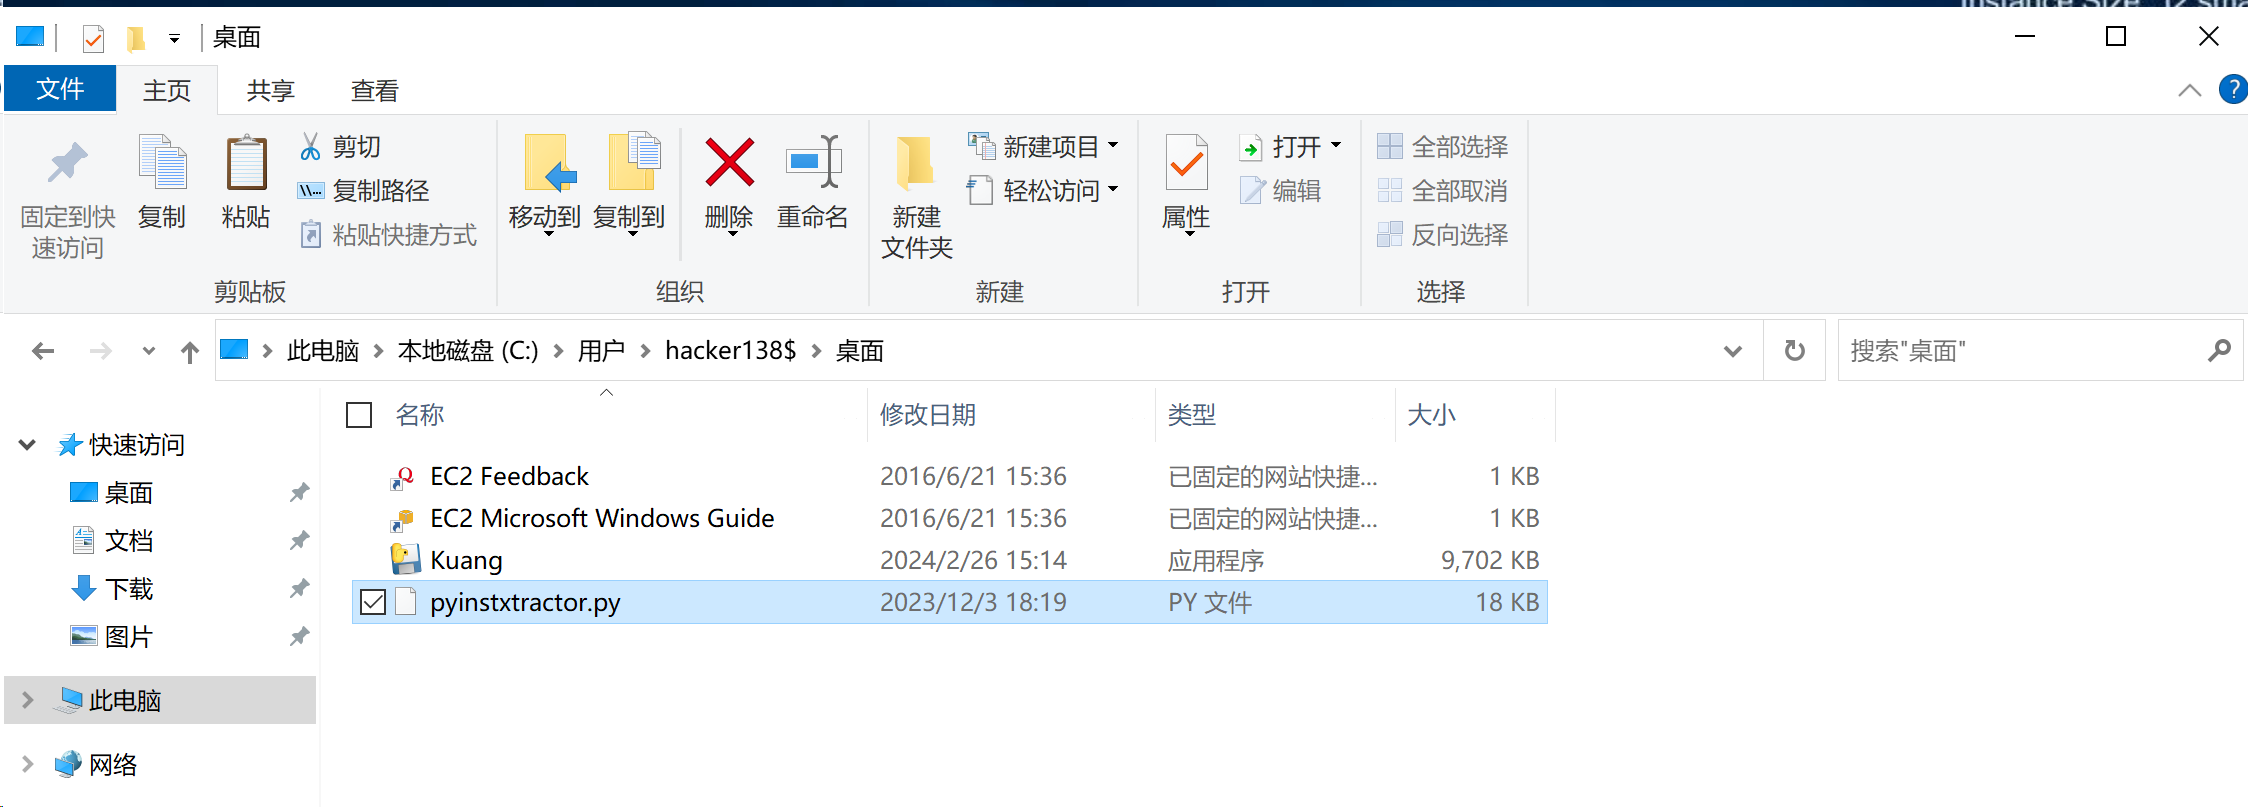 桌面
文件 主页 共享 查看
固定到快速访问
复制
粘贴
剪切
复制路径
粘贴快捷方式
剪贴板
移动到
复制到
删除
重命名
组织
新建文件夹
新建项目
轻松访问
新建
属性
打开
编辑
打开
全部选择
全部取消
反向选择
选择
此电脑 本地磁盘 (C:) 用户 hacker138$ 桌面
搜索"桌面"
快速访问
桌面
文档
下载
图片
此电脑
网络
名称 修改日期 类型 大小
EC2 Feedback 2016/6/21 15:36 已固定的网站快捷... 1 KB
EC2 Microsoft Windows Guide 2016/6/21 15:36 已固定的网站快捷... 1 KB
Kuang 2024/2/26 15:14 应用程序 9,702 KB
pyinstxtractor.py 2023/12/3 18:19 PY 文件 18 KB